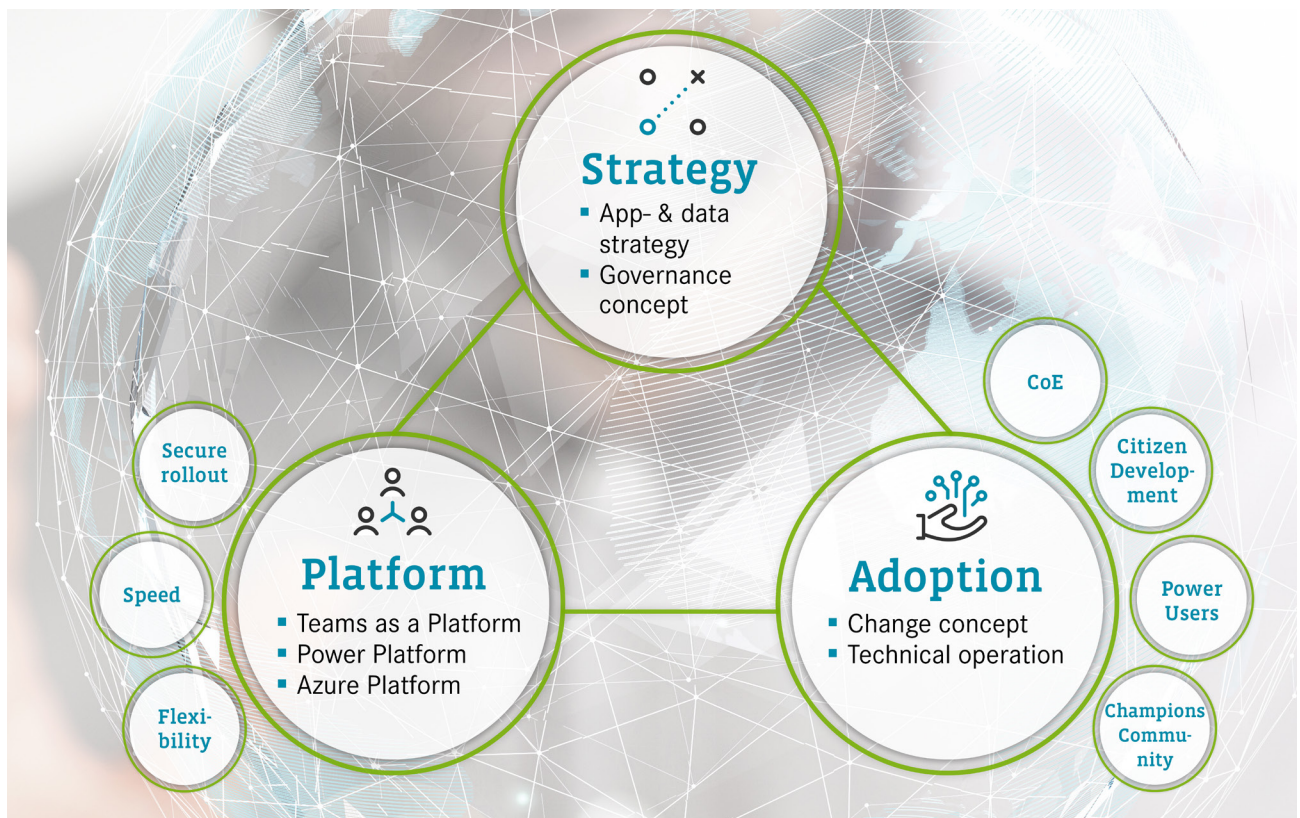 Strategy
App- & data
strategy
Governance
concept
CoE
Secure
rollout
Citizen
Develop-
ment
Speed
Platform
Teams as a Platform
Power Platform
Azure Platform
Adoption
Change concept
Technical operation
Power
Users
Flexi-
bility
Champions
Commu-
nity